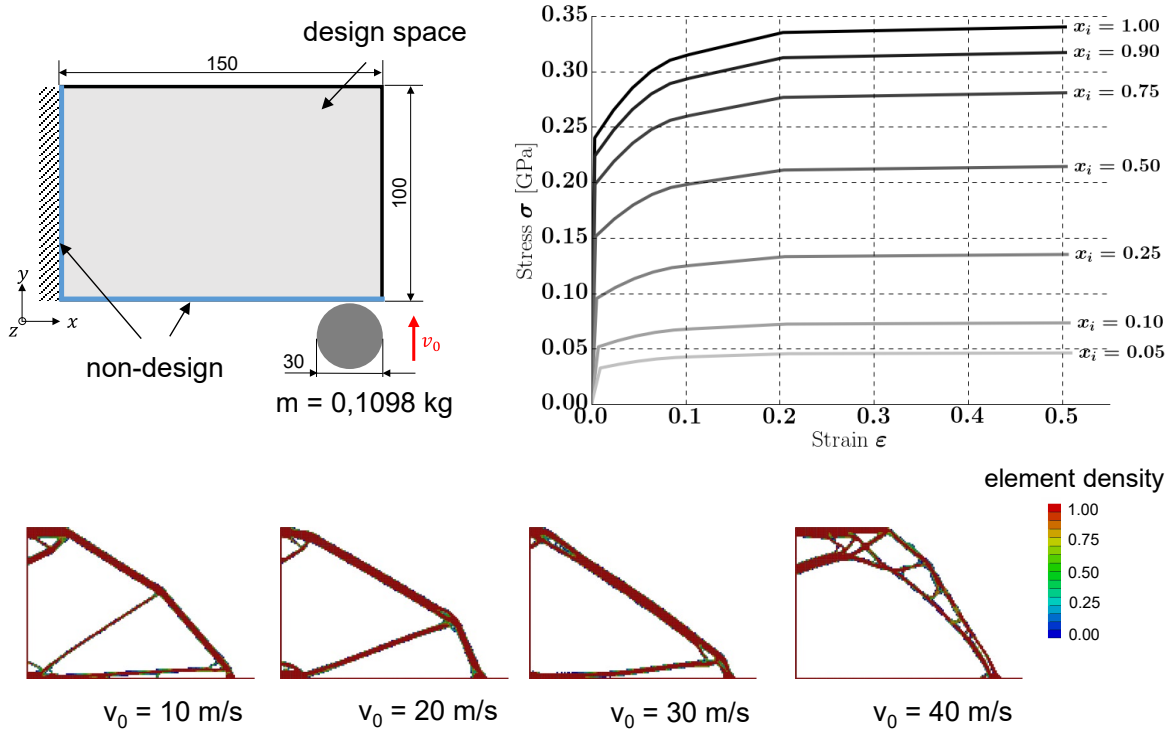 design space
150
100
y
z
x
v₀
non-design
30
m = 0,1098 kg
0.35
0.30
0.25
0.20
0.15
0.10
0.05
0.00
Stress σ [GPa]
0.0 0.1 0.2 0.3 0.4 0.5
Strain ε
xᵢ = 1.00
xᵢ = 0.90
xᵢ = 0.75
xᵢ = 0.50
xᵢ = 0.25
xᵢ = 0.10
xᵢ = 0.05
element density
1.00
0.75
0.50
0.25
0.00
v₀ = 10 m/s
v₀ = 20 m/s
v₀ = 30 m/s
v₀ = 40 m/s